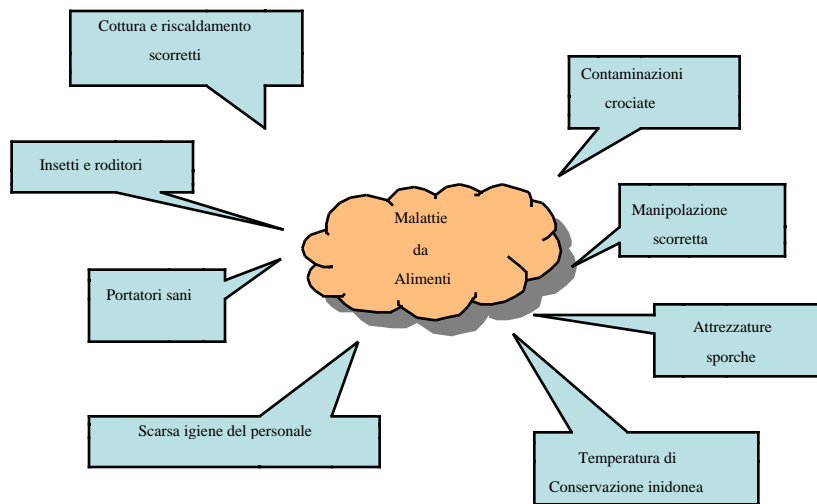 Cottura e riscaldamento
scorretti
Contaminazioni
crociate
Insetti e roditori
Malattie
da
Alimenti
Manipolazione
scorretta
Portatori sani
Attrezzature
sporche
Scarsa igiene del personale
Temperatura di
Conservazione inidonea